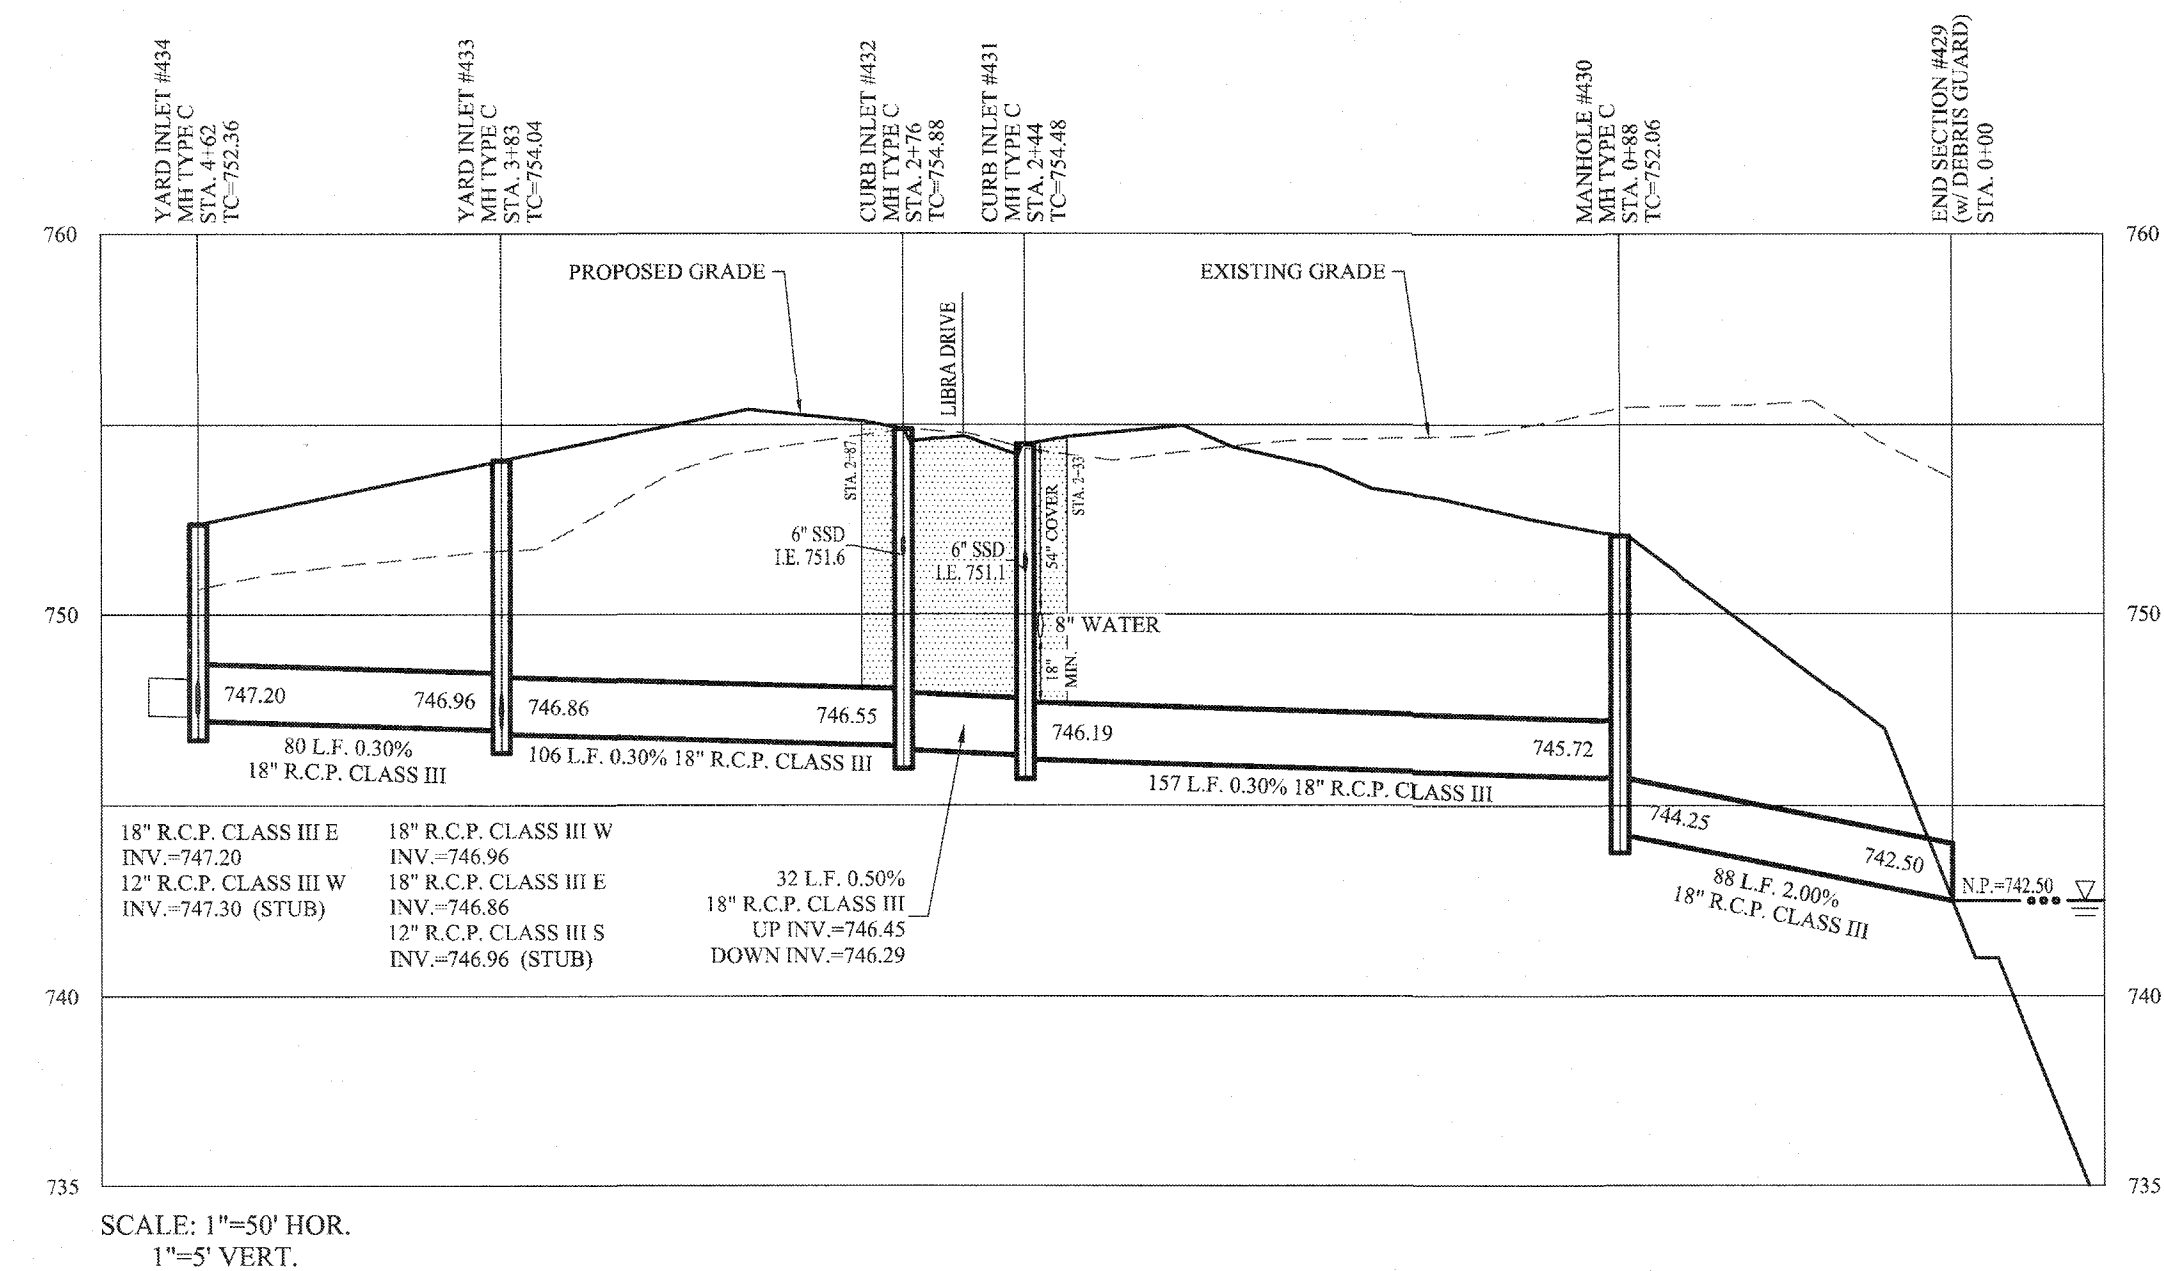 YARD INLET #434
MH TYPE C
STA. 4+62
TC=752.36
YARD INLET #433
MH TYPE C
STA. 3+83
TC=754.04
CURB INLET #432
MH TYPE C
STA. 2+76
TC=754.88
CURB INLET #431
MH TYPE C
STA. 2+44
TC=754.48
MANHOLE #430
MH TYPE C
STA. 0+88
TC=752.06
END SECTION #429
(w/ DEBRIS GUARD)
STA. 0+00
760
760
PROPOSED GRADE
EXISTING GRADE
LIBRA DRIVE
STA. 2+87
STA. 2+33
54" COVER
6" SSD
I.E. 751.6
6" SSD
I.E. 751.1
750
750
8" WATER
18"
MIN.
747.20
746.96
746.86
746.55
746.19
745.72
80 L.F. 0.30%
18" R.C.P. CLASS III
106 L.F. 0.30% 18" R.C.P. CLASS III
157 L.F. 0.30% 18" R.C.P. CLASS III
744.25
742.50
88 L.F. 2.00%
18" R.C.P. CLASS III
N.P.=742.50
18" R.C.P. CLASS III E
INV.=747.20
12" R.C.P. CLASS III W
INV.=747.30 (STUB)
18" R.C.P. CLASS III W
INV.=746.96
18" R.C.P. CLASS III E
INV.=746.86
12" R.C.P. CLASS III S
INV.=746.96 (STUB)
32 L.F. 0.50%
18" R.C.P. CLASS III
UP INV.=746.45
DOWN INV.=746.29
740
740
735
735
SCALE: 1"=50' HOR.
1"=5' VERT.